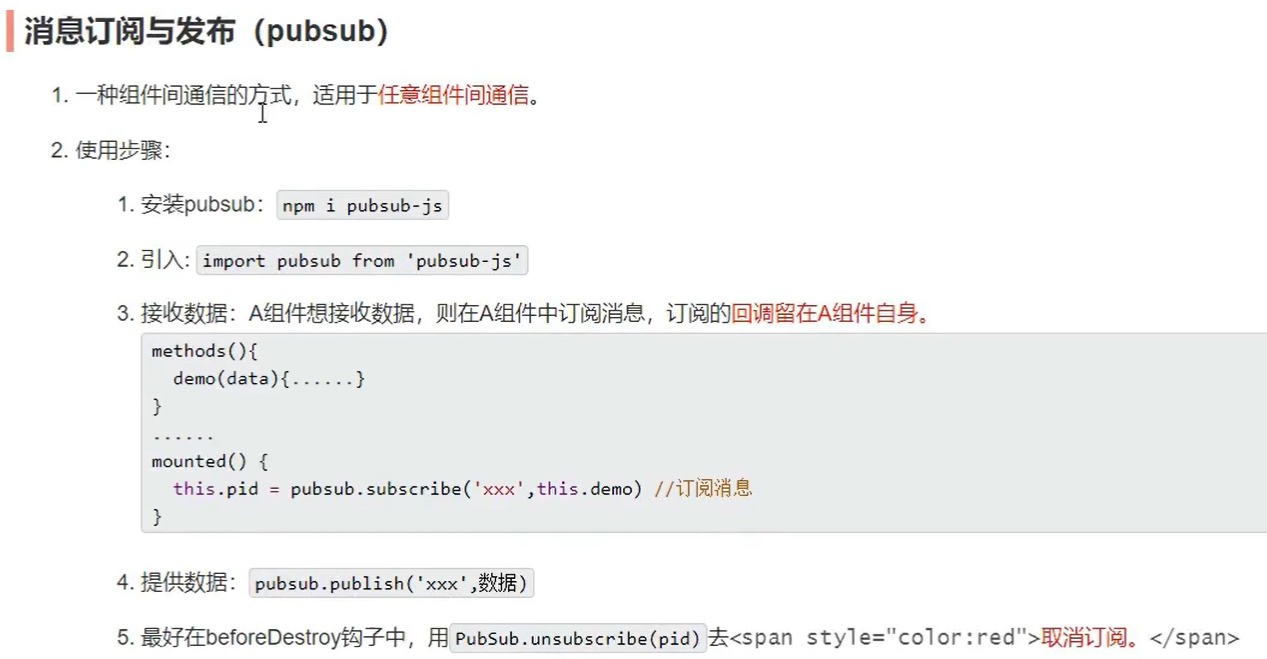 消息订阅与发布（pubsub）
1. 一种组件间通信的方式，适用于任意组件间通信。
2. 使用步骤：
1. 安装pubsub：npm i pubsub-js
2. 引入: import pubsub from 'pubsub-js'
3. 接收数据：A组件想接收数据，则在A组件中订阅消息，订阅的回调留在A组件自身。
methods(){
  demo(data){......}
}
......
mounted() {
  this.pid = pubsub.subscribe('xxx',this.demo) //订阅消息
}
4. 提供数据：pubsub.publish('xxx',数据)
5. 最好在beforeDestroy钩子中，用PubSub.unsubscribe(pid)去<span style="color:red">取消订阅。</span>